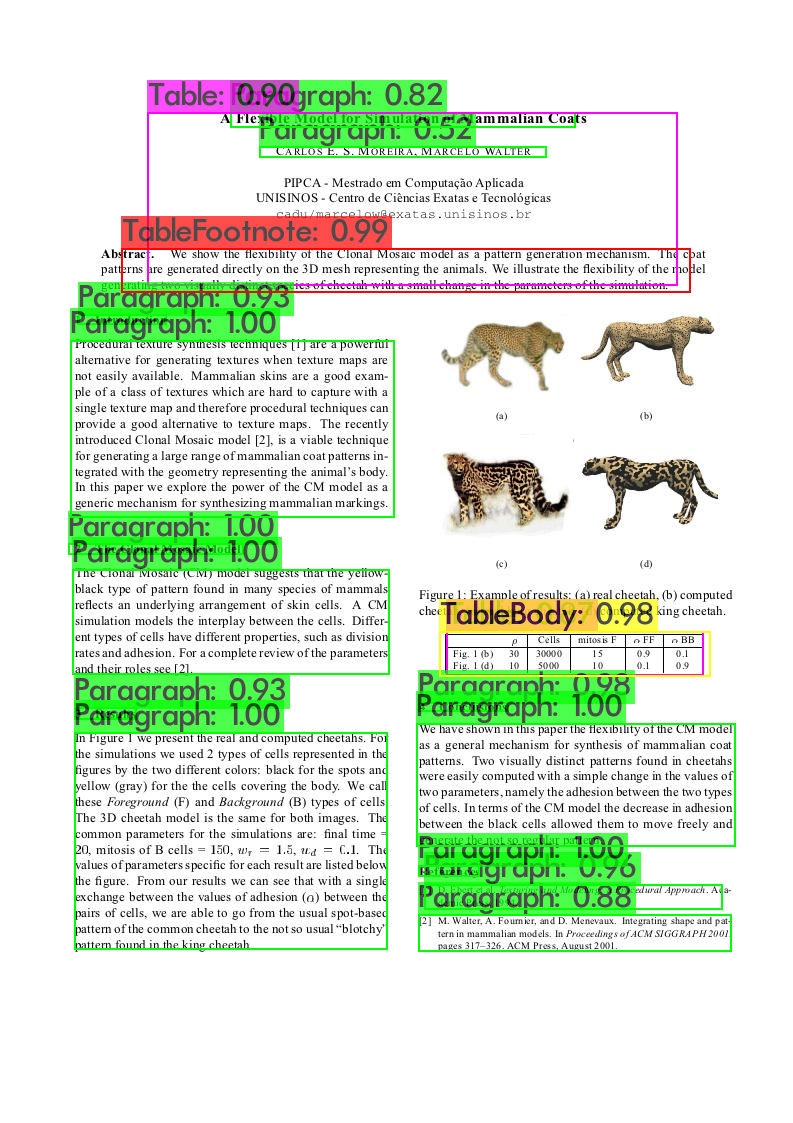 Table: 0.90 Paragraph: 0.82
A Flexible Model for Simulation of Mammalian Coats
Paragraph: 0.52
CARLOS E. S. MOREIRA, MARCELO WALTER
PIPCA - Mestrado em Computação Aplicada
UNISINOS - Centro de Ciências Exatas e Tecnológicas
cadu/marcelow@exatas.unisinos.br
TableFootnote: 0.99
Abstract. We show the flexibility of the Clonal Mosaic model as a pattern generation mechanism. The coat
patterns are generated directly on the 3D mesh representing the animals. We illustrate the flexibility of the model
generating two visually distinct species of cheetah with a small change in the parameters of the simulation.
Paragraph: 0.93
Introduction
Paragraph: 1.00
Procedural texture synthesis techniques [1] are a powerful
alternative for generating textures when texture maps are
not easily available. Mammalian skins are a good exam-
ple of a class of textures which are hard to capture with a
single texture map and therefore procedural techniques can
provide a good alternative to texture maps. The recently
introduced Clonal Mosaic model [2], is a viable technique
for generating a large range of mammalian coat patterns in-
tegrated with the geometry representing the animal's body.
In this paper we explore the power of the CM model as a
generic mechanism for synthesizing mammalian markings.
Paragraph: 1.00
The Clonal Mosaic Model
Paragraph: 1.00
The Clonal Mosaic (CM) model suggests that the yellow-
black type of pattern found in many species of mammals
reflects an underlying arrangement of skin cells. A CM
simulation models the interplay between the cells. Differ-
ent types of cells have different properties, such as division
rates and adhesion. For a complete review of the parameters
and their roles see [2].
Paragraph: 0.93
Results
Paragraph: 1.00
In Figure 1 we present the real and computed cheetahs. For
the simulations we used 2 types of cells represented in the
figures by the two different colors: black for the spots and
yellow (gray) for the the cells covering the body. We call
these Foreground (F) and Background (B) types of cells.
The 3D cheetah model is the same for both images. The
common parameters for the simulations are: final time =
20, mitosis of B cells = 150, w_r = 1.5, w_d = 0.1. The
values of parameters specific for each result are listed below
the figure. From our results we can see that with a single
exchange between the values of adhesion (α) between the
pairs of cells, we are able to go from the usual spot-based
pattern of the common cheetah to the not so usual “blotchy”
pattern found in the king cheetah.
(a) (b)
(c) (d)
Figure 1: Example of results: (a) real cheetah, (b) computed
king cheetah.
TableBody: 0.98
ρ Cells mitosis F α FF α BB
Fig. 1 (b) 30 30000 15 0.9 0.1
Fig. 1 (d) 10 5000 10 0.1 0.9
Paragraph: 0.98
Paragraph: 1.00
We have shown in this paper the flexibility of the CM model
as a general mechanism for synthesis of mammalian coat
patterns. Two visually distinct patterns found in cheetahs
were easily computed with a simple change in the values of
two parameters, namely the adhesion between the two types
of cells. In terms of the CM model the decrease in adhesion
between the black cells allowed them to move freely and
generate the not so regular pattern.
Paragraph: 1.00
References
Paragraph: 0.96
Procedural Approach. Aca-
Paragraph: 0.88
[2] M. Walter, A. Fournier, and D. Menevaux. Integrating shape and pat-
tern in mammalian models. In Proceedings of ACM SIGGRAPH 2001,
pages 317–326. ACM Press, August 2001.